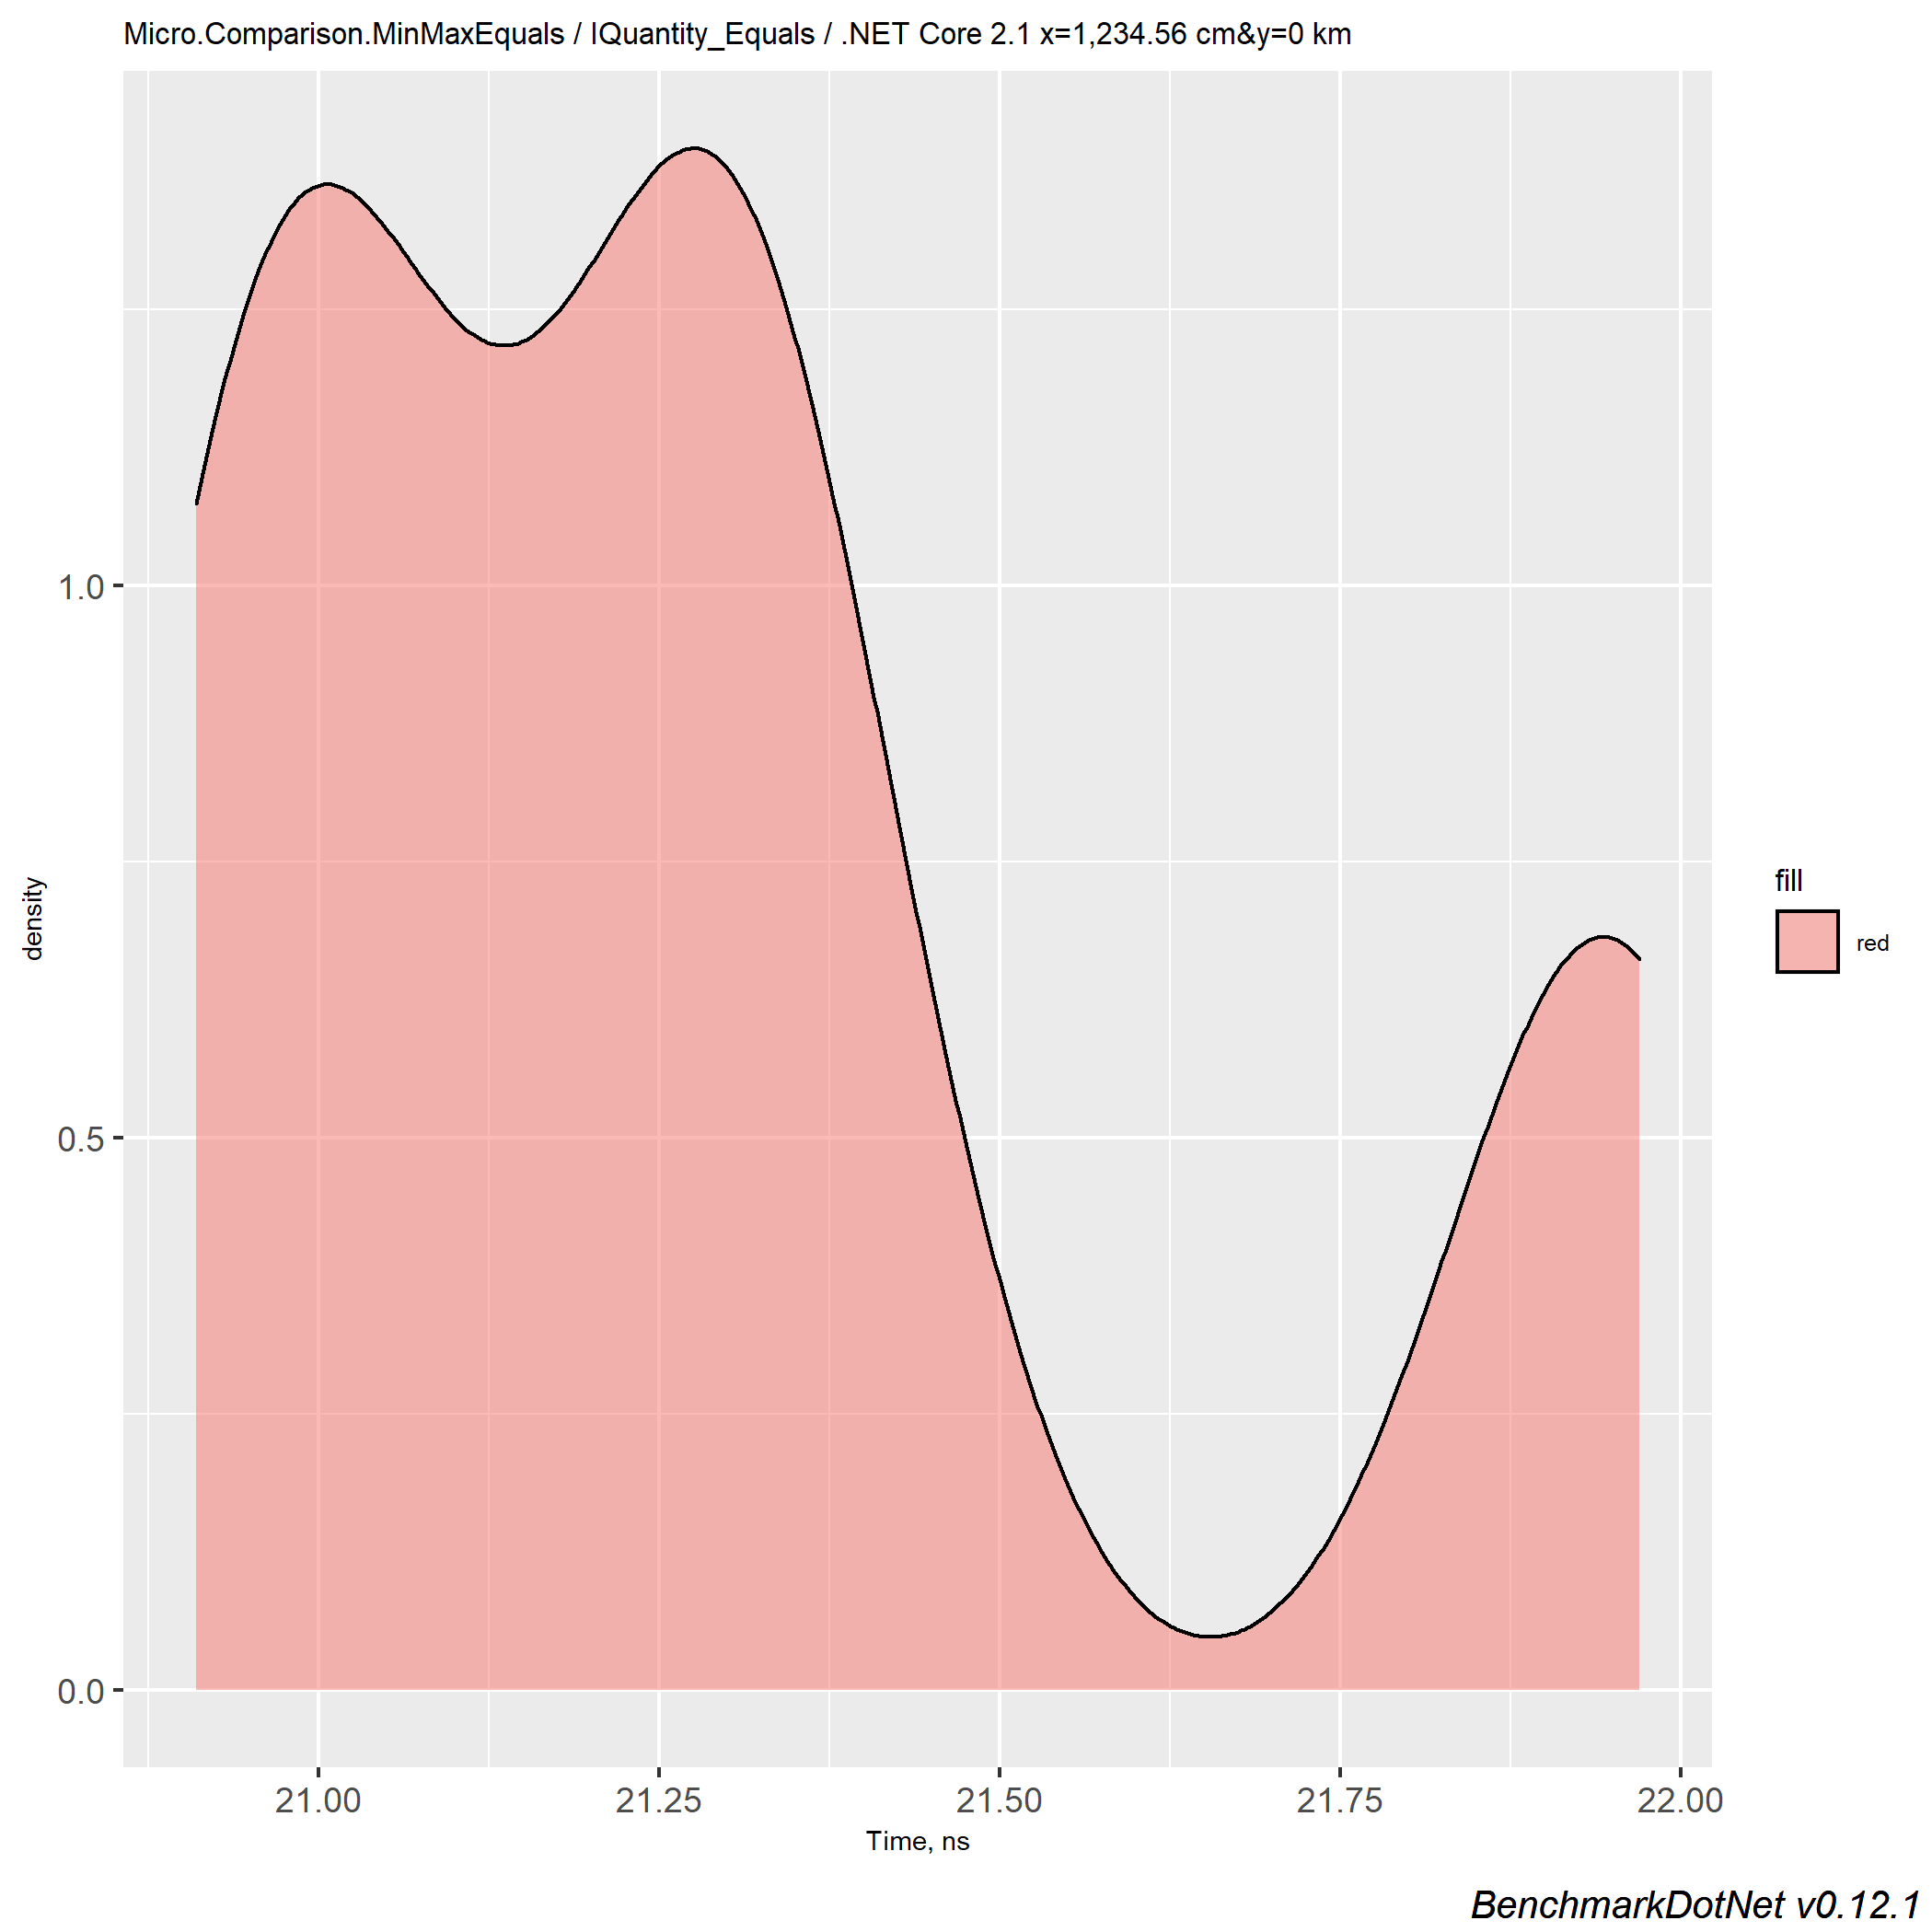 Micro.Comparison.MinMaxEquals / IQuantity_Equals / .NET Core 2.1 x=1,234.56 cm&y=0 km
1.0
0.5
0.0
density
21.00 21.25 21.50 21.75 22.00
Time, ns
fill
red
BenchmarkDotNet v0.12.1